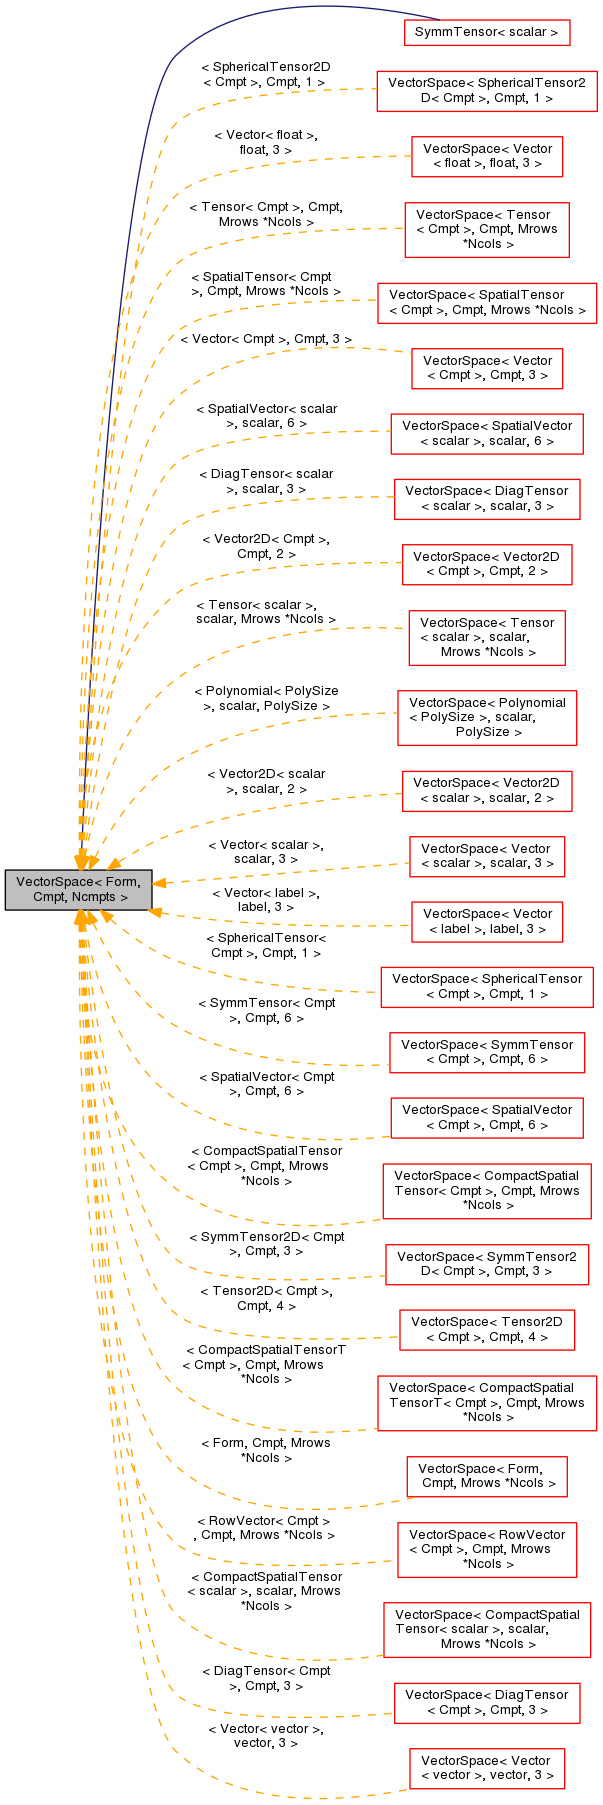 SymmTensor< scalar >
< SphericalTensor2D
< Cmpt >, Cmpt, 1 >
VectorSpace< SphericalTensor2
D< Cmpt >, Cmpt, 1 >
< Vector< float >,
float, 3 >
VectorSpace< Vector
< float >, float, 3 >
< Tensor< Cmpt >, Cmpt,
Mrows *Ncols >
VectorSpace< Tensor
< Cmpt >, Cmpt, Mrows
*Ncols >
< SpatialTensor< Cmpt
>, Cmpt, Mrows *Ncols >
VectorSpace< SpatialTensor
< Cmpt >, Cmpt, Mrows *Ncols >
< Vector< Cmpt >, Cmpt, 3 >
VectorSpace< Vector
< Cmpt >, Cmpt, 3 >
< SpatialVector< scalar
>, scalar, 6 >
VectorSpace< SpatialVector
< scalar >, scalar, 6 >
< DiagTensor< scalar
>, scalar, 3 >
VectorSpace< DiagTensor
< scalar >, scalar, 3 >
< Vector2D< Cmpt >,
Cmpt, 2 >
VectorSpace< Vector2D
< Cmpt >, Cmpt, 2 >
< Tensor< scalar >,
scalar, Mrows *Ncols >
VectorSpace< Tensor
< scalar >, scalar,
Mrows *Ncols >
< Polynomial< PolySize
>, scalar, PolySize >
VectorSpace< Polynomial
< PolySize >, scalar,
PolySize >
< Vector2D< scalar
>, scalar, 2 >
VectorSpace< Vector2D
< scalar >, scalar, 2 >
< Vector< scalar >,
scalar, 3 >
VectorSpace< Vector
< scalar >, scalar, 3 >
VectorSpace< Form,
Cmpt, Ncmpts >
< Vector< label >,
label, 3 >
VectorSpace< Vector
< label >, label, 3 >
< SphericalTensor<
Cmpt >, Cmpt, 1 >
VectorSpace< SphericalTensor
< Cmpt >, Cmpt, 1 >
< SymmTensor< Cmpt
>, Cmpt, 6 >
VectorSpace< SymmTensor
< Cmpt >, Cmpt, 6 >
< SpatialVector< Cmpt
>, Cmpt, 6 >
VectorSpace< SpatialVector
< Cmpt >, Cmpt, 6 >
< CompactSpatialTensor
< Cmpt >, Cmpt, Mrows
*Ncols >
VectorSpace< CompactSpatial
Tensor< Cmpt >, Cmpt, Mrows
*Ncols >
< SymmTensor2D< Cmpt
>, Cmpt, 3 >
VectorSpace< SymmTensor2
D< Cmpt >, Cmpt, 3 >
< Tensor2D< Cmpt >,
Cmpt, 4 >
VectorSpace< Tensor2D
< Cmpt >, Cmpt, 4 >
< CompactSpatialTensorT
< Cmpt >, Cmpt, Mrows
*Ncols >
VectorSpace< CompactSpatial
TensorT< Cmpt >, Cmpt, Mrows
*Ncols >
< Form, Cmpt, Mrows
*Ncols >
VectorSpace< Form,
Cmpt, Mrows *Ncols >
< RowVector< Cmpt >
, Cmpt, Mrows *Ncols >
VectorSpace< RowVector
< Cmpt >, Cmpt, Mrows
*Ncols >
< CompactSpatialTensor
< scalar >, scalar, Mrows
*Ncols >
VectorSpace< CompactSpatial
Tensor< scalar >, scalar,
Mrows *Ncols >
< DiagTensor< Cmpt
>, Cmpt, 3 >
VectorSpace< DiagTensor
< Cmpt >, Cmpt, 3 >
< Vector< vector >,
vector, 3 >
VectorSpace< Vector
< vector >, vector, 3 >